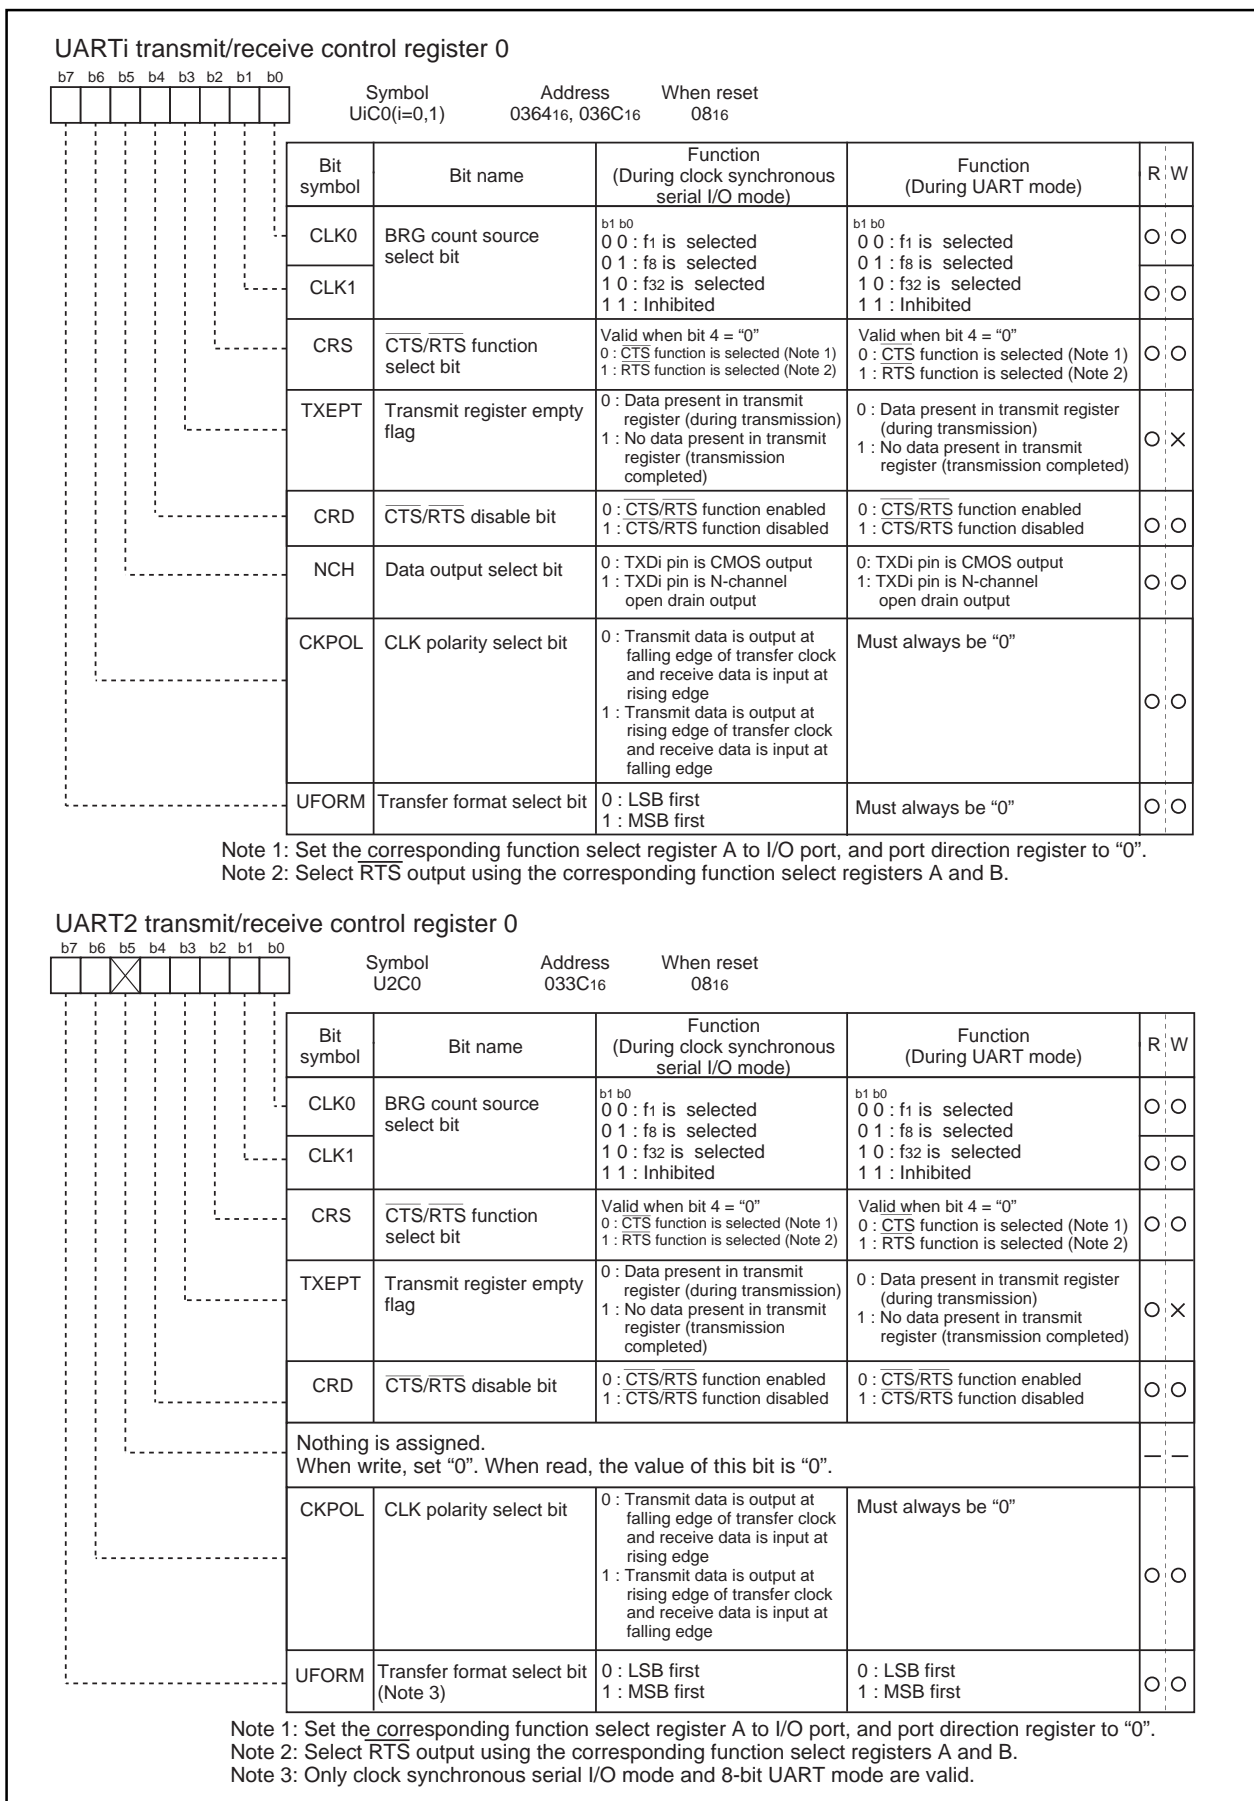 UARTi transmit/receive control register 0
b7 b6 b5 b4 b3 b2 b1 b0
Symbol Address When reset
UiC0(i=0,1) 036416, 036C16 0816
Bit symbol
Bit name
Function
(During clock synchronous
serial I/O mode)
Function
(During UART mode)
R W
CLK0
CLK1
BRG count source
select bit
b1 b0
0 0 : f1 is selected
0 1 : f8 is selected
1 0 : f32 is selected
1 1 : Inhibited
b1 b0
0 0 : f1 is selected
0 1 : f8 is selected
1 0 : f32 is selected
1 1 : Inhibited
CRS
CTS/RTS function
select bit
Valid when bit 4 = “0”
0 : CTS function is selected (Note 1)
1 : RTS function is selected (Note 2)
Valid when bit 4 = “0”
0 : CTS function is selected (Note 1)
1 : RTS function is selected (Note 2)
TXEPT
Transmit register empty
flag
0 : Data present in transmit
register (during transmission)
1 : No data present in transmit
register (transmission
completed)
0 : Data present in transmit register
(during transmission)
1 : No data present in transmit
register (transmission completed)
CRD
CTS/RTS disable bit
0 : CTS/RTS function enabled
1 : CTS/RTS function disabled
0 : CTS/RTS function enabled
1 : CTS/RTS function disabled
NCH
Data output select bit
0 : TXDi pin is CMOS output
1 : TXDi pin is N-channel
open drain output
0: TXDi pin is CMOS output
1: TXDi pin is N-channel
open drain output
CKPOL
CLK polarity select bit
0 : Transmit data is output at
falling edge of transfer clock
and receive data is input at
rising edge
1 : Transmit data is output at
rising edge of transfer clock
and receive data is input at
falling edge
Must always be “0”
UFORM
Transfer format select bit
0 : LSB first
1 : MSB first
Must always be “0”
Note 1: Set the corresponding function select register A to I/O port, and port direction register to “0”.
Note 2: Select RTS output using the corresponding function select registers A and B.
UART2 transmit/receive control register 0
b7 b6 b5 b4 b3 b2 b1 b0
Symbol Address When reset
U2C0 033C16 0816
Bit symbol
Bit name
Function
(During clock synchronous
serial I/O mode)
Function
(During UART mode)
R W
CLK0
CLK1
BRG count source
select bit
b1 b0
0 0 : f1 is selected
0 1 : f8 is selected
1 0 : f32 is selected
1 1 : Inhibited
b1 b0
0 0 : f1 is selected
0 1 : f8 is selected
1 0 : f32 is selected
1 1 : Inhibited
CRS
CTS/RTS function
select bit
Valid when bit 4 = “0”
0 : CTS function is selected (Note 1)
1 : RTS function is selected (Note 2)
Valid when bit 4 = “0”
0 : CTS function is selected (Note 1)
1 : RTS function is selected (Note 2)
TXEPT
Transmit register empty
flag
0 : Data present in transmit
register (during transmission)
1 : No data present in transmit
register (transmission
completed)
0 : Data present in transmit register
(during transmission)
1 : No data present in transmit
register (transmission completed)
CRD
CTS/RTS disable bit
0 : CTS/RTS function enabled
1 : CTS/RTS function disabled
0 : CTS/RTS function enabled
1 : CTS/RTS function disabled
Nothing is assigned.
When write, set “0”. When read, the value of this bit is “0”.
CKPOL
CLK polarity select bit
0 : Transmit data is output at
falling edge of transfer clock
and receive data is input at
rising edge
1 : Transmit data is output at
rising edge of transfer clock
and receive data is input at
falling edge
Must always be “0”
UFORM
Transfer format select bit
(Note 3)
0 : LSB first
1 : MSB first
0 : LSB first
1 : MSB first
Note 1: Set the corresponding function select register A to I/O port, and port direction register to “0”.
Note 2: Select RTS output using the corresponding function select registers A and B.
Note 3: Only clock synchronous serial I/O mode and 8-bit UART mode are valid.